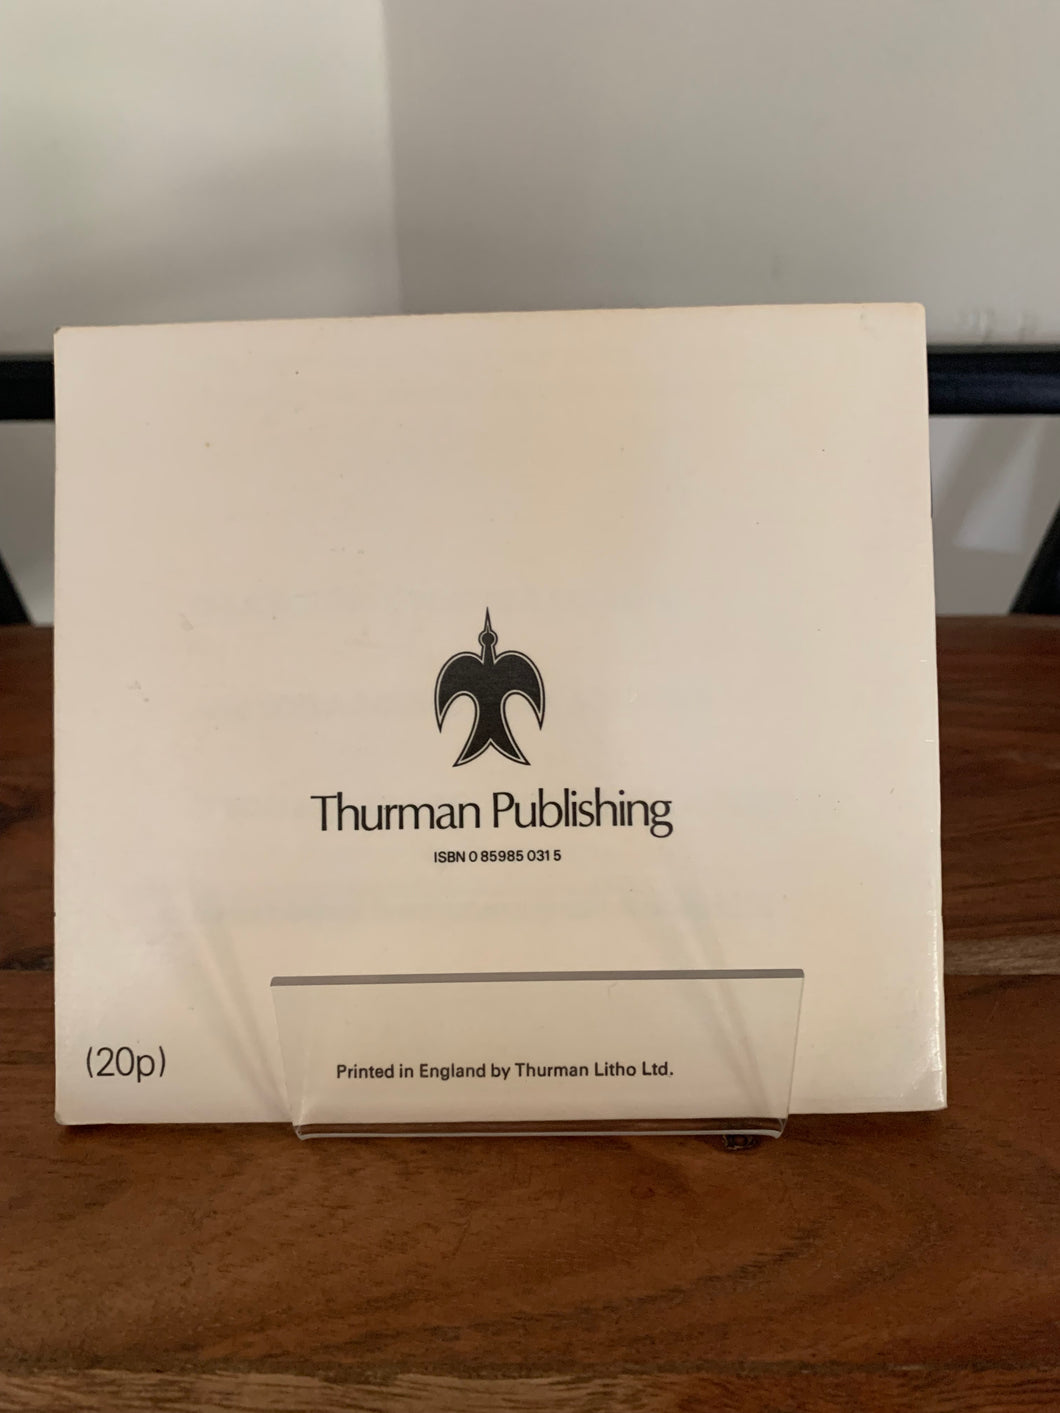 Thurman Publishing
ISBN 0 85985 031 5
(20p)
Printed in England by Thurman Litho Ltd.